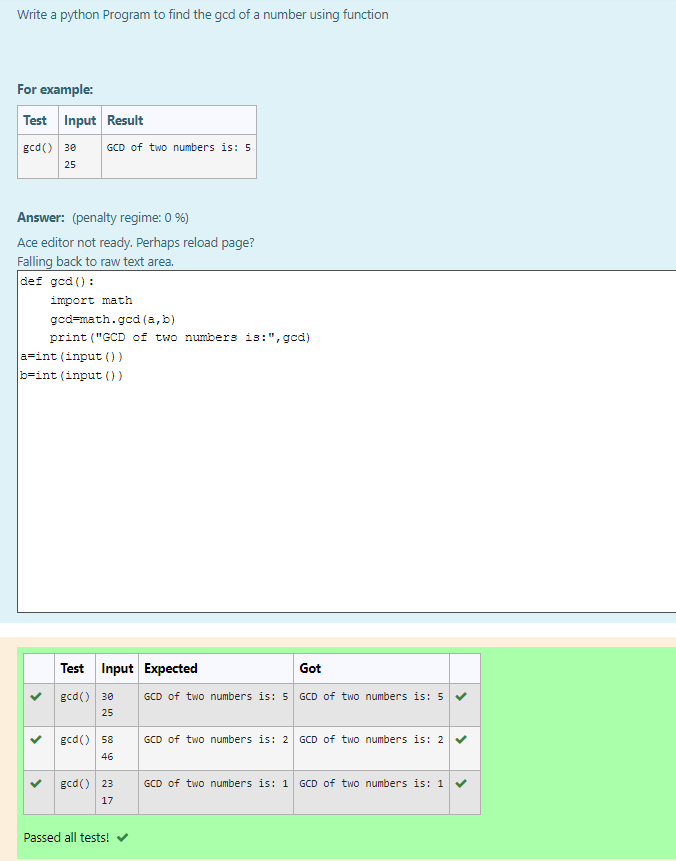 Write a python Program to find the gcd of a number using function
For example:
Test Input Result
gcd() 30 GCD of two numbers is: 5
25
Answer: (penalty regime: 0 %)
Ace editor not ready. Perhaps reload page?
Falling back to raw text area.
def gcd():
    import math
    gcd=math.gcd(a,b)
    print("GCD of two numbers is:",gcd)
a=int(input())
b=int(input())
Test Input Expected Got
✔ gcd() 30 GCD of two numbers is: 5 GCD of two numbers is: 5 ✔
25
✔ gcd() 58 GCD of two numbers is: 2 GCD of two numbers is: 2 ✔
46
✔ gcd() 23 GCD of two numbers is: 1 GCD of two numbers is: 1 ✔
17
Passed all tests! ✔